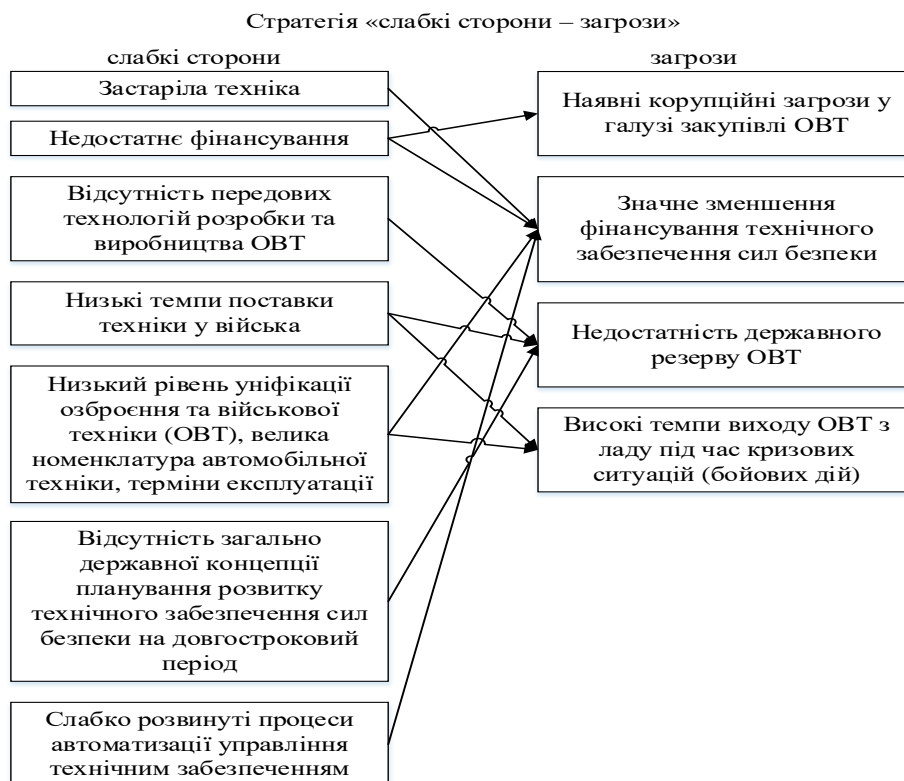 Стратегія «слабкі сторони – загрози»
слабкі сторони
Застаріла техніка
Недостатнє фінансування
Відсутність передових
технологій розробки та
виробництва ОВТ
Низькі темпи поставки
техніки у війська
Низький рівень уніфікації
озброєння та військової
техніки (ОВТ), велика
номенклатура автомобільної
техніки, терміни експлуатації
Відсутність загально
державної концепції
планування розвитку
технічного забезпечення сил
безпеки на довгостроковий
період
Слабко розвинуті процеси
автоматизації управління
технічним забезпеченням
загрози
Наявні корупційні загрози у
галузі закупівлі ОВТ
Значне зменшення
фінансування технічного
забезпечення сил безпеки
Недостатність державного
резерву ОВТ
Високі темпи виходу ОВТ з
ладу під час кризових
ситуацій (бойових дій)